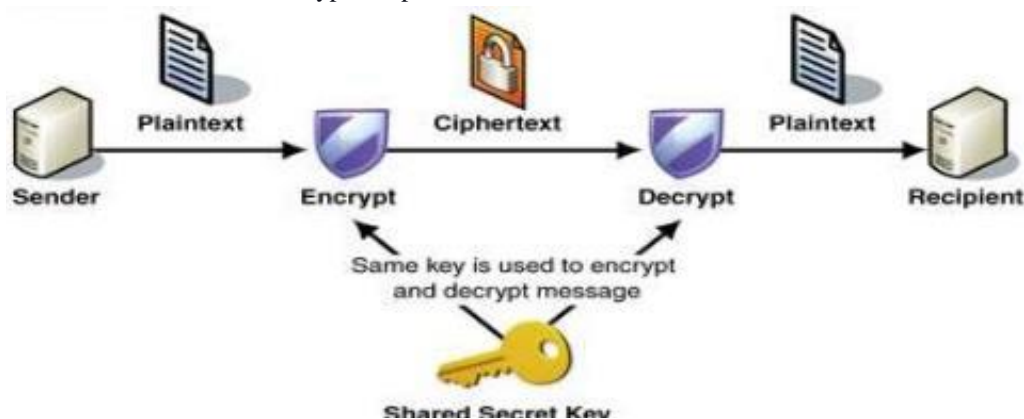 Plaintext
Ciphertext
Plaintext
Sender
Encrypt
Decrypt
Recipient
Same key is used to encrypt
and decrypt message
Shared Secret Key